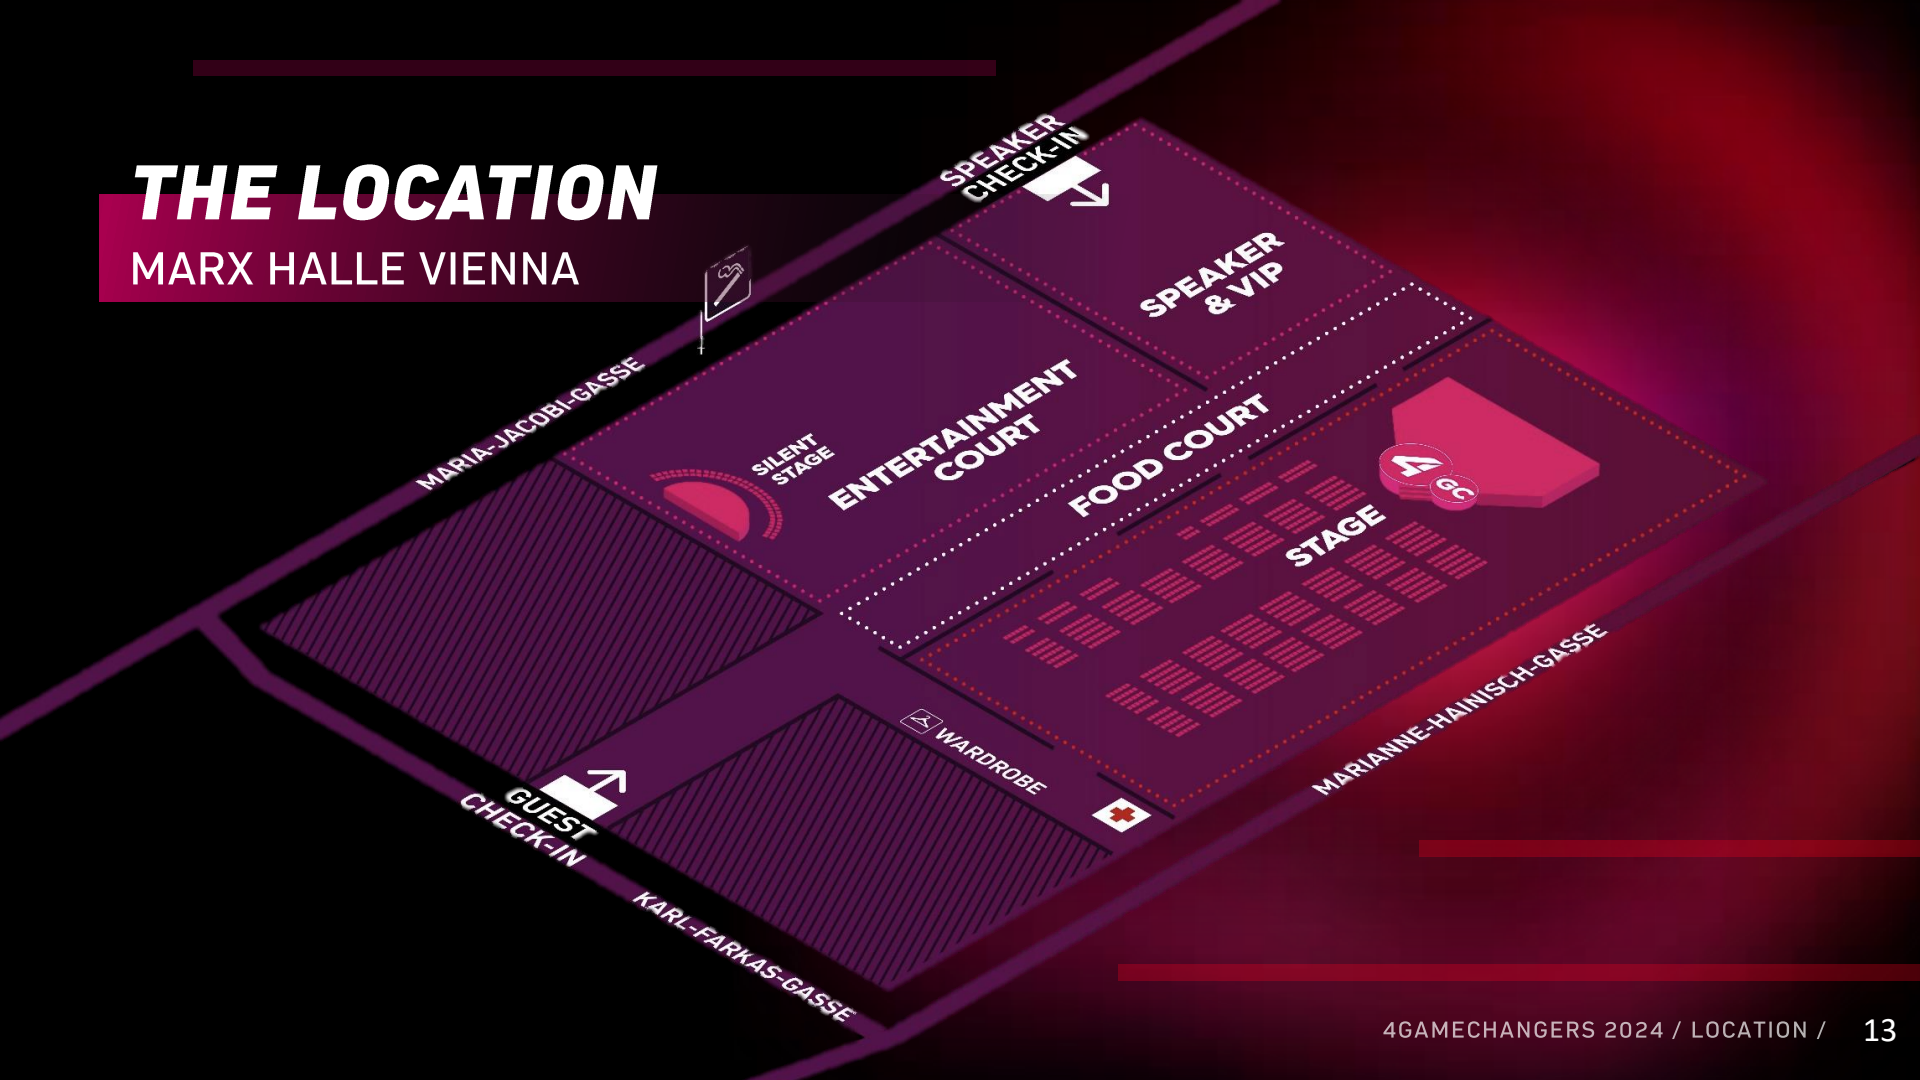 THE LOCATION
MARX HALLE VIENNA
SPEAKER
CHECK-IN
SPEAKER
& VIP
MARIA-JACOBI-GASSE
SILENT
STAGE
ENTERTAINMENT
COURT
FOOD COURT
GC
STAGE
WARDROBE
MARIANNE-HAINISCH-GASSE
GUEST
CHECK-IN
KARL-FARKAS-GASSE
4GAMECHANGERS 2024 / LOCATION /
13